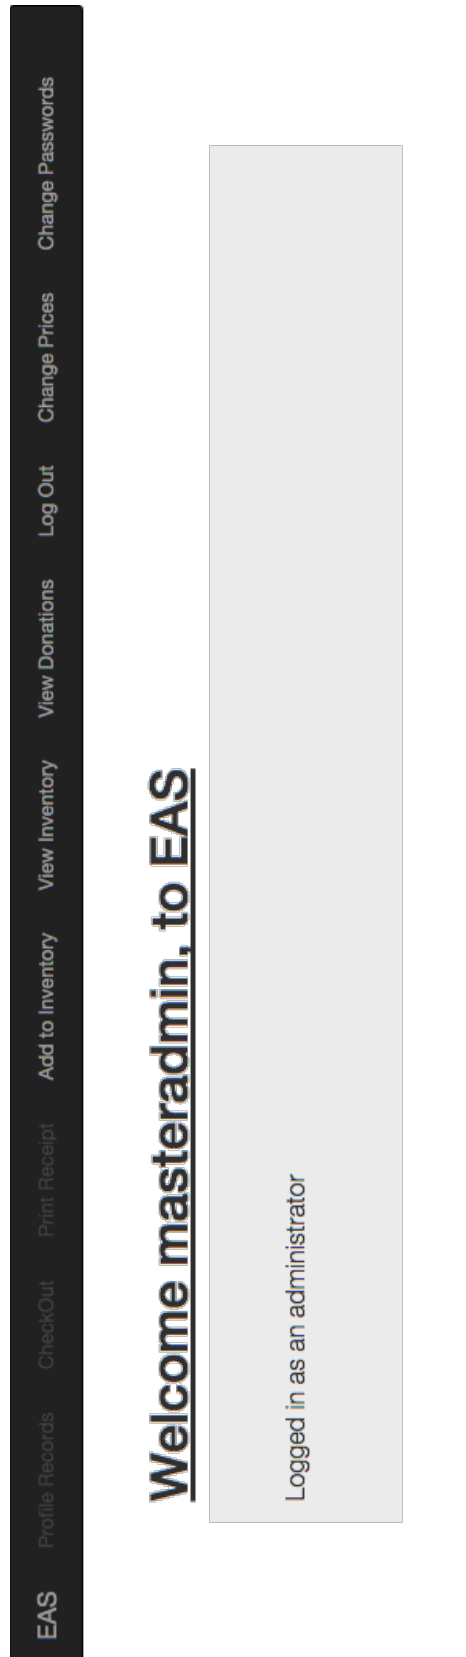 EAS Profile Records CheckOut Print Receipt Add to Inventory View Inventory View Donations Log Out Change Prices Change Passwords
Welcome masteradmin, to EAS
Logged in as an administrator